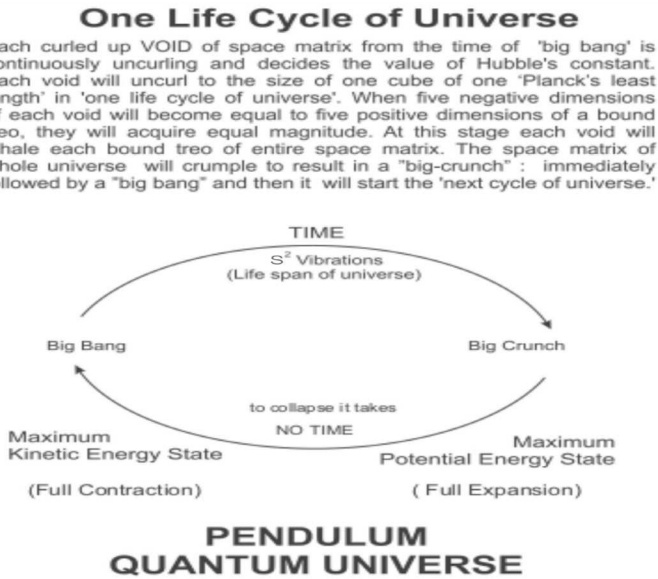 One Life Cycle of Universe
ach curled up VOID of space matrix from the time of 'big bang' is
ontinuously uncurling and decides the value of Hubble's constant.
ach void will uncurl to the size of one cube of one 'Planck's least
ngth' in 'one life cycle of universe'. When five negative dimensions
f each void will become equal to five positive dimensions of a bound
eo, they will acquire equal magnitude. At this stage each void will
hale each bound treo of entire space matrix. The space matrix of
hole universe will crumple to result in a "big-crunch" : immediately
llowed by a "big bang" and then it will start the 'next cycle of universe.'
TIME
S² Vibrations
(Life span of universe)
Big Bang
Big Crunch
to collapse it takes
NO TIME
Maximum
Kinetic Energy State
(Full Contraction)
Maximum
Potential Energy State
( Full Expansion)
PENDULUM
QUANTUM UNIVERSE